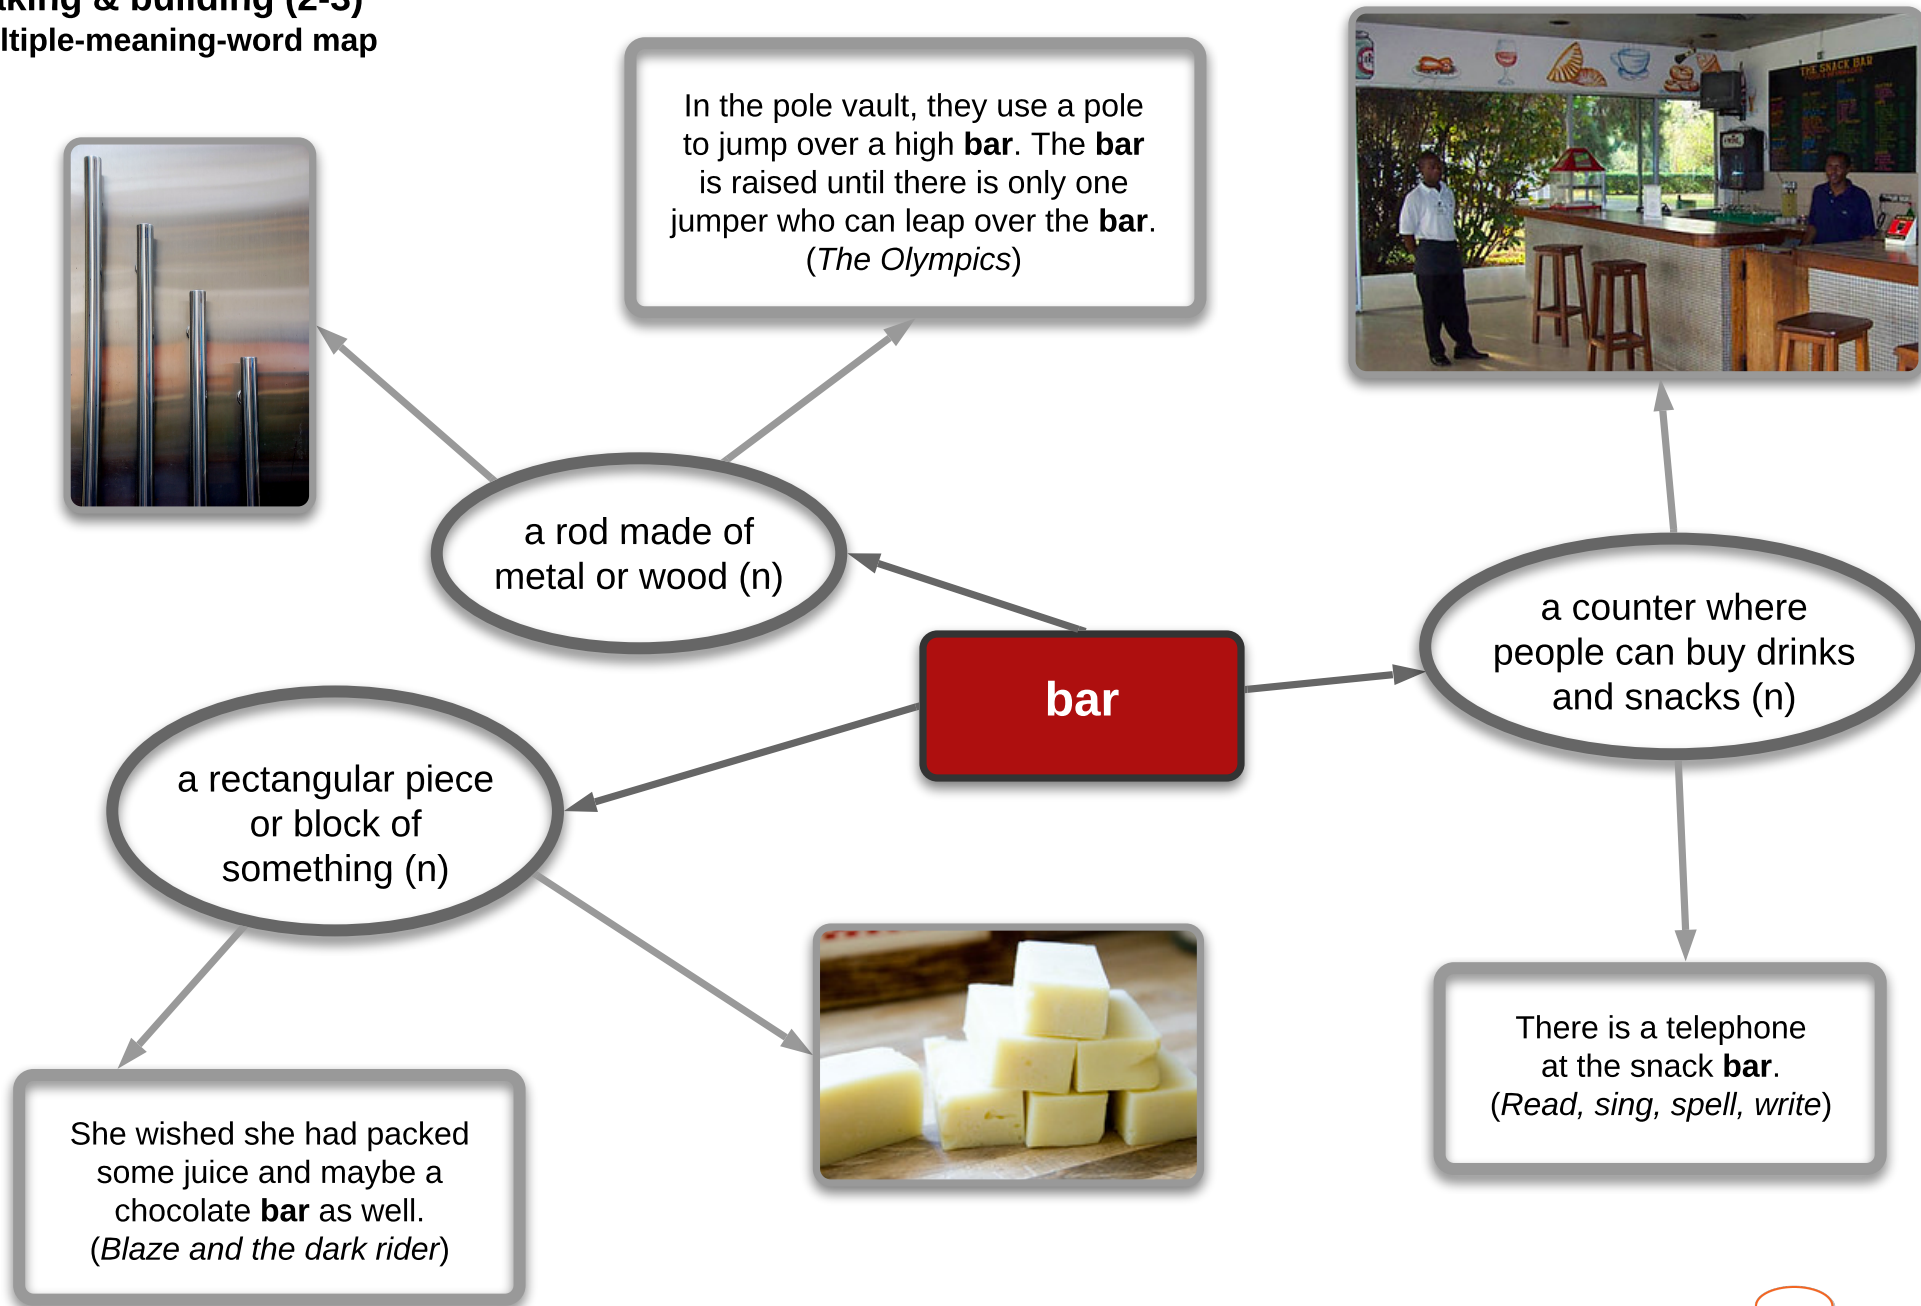 aking & building (2-3)
ltiple-meaning-word map
In the pole vault, they use a pole
to jump over a high bar. The bar
is raised until there is only one
jumper who can leap over the bar.
(The Olympics)
THE SNACK BAR
a rod made of
metal or wood (n)
a counter where
people can buy drinks
and snacks (n)
bar
a rectangular piece
or block of
something (n)
There is a telephone
at the snack bar.
(Read, sing, spell, write)
She wished she had packed
some juice and maybe a
chocolate bar as well.
(Blaze and the dark rider)